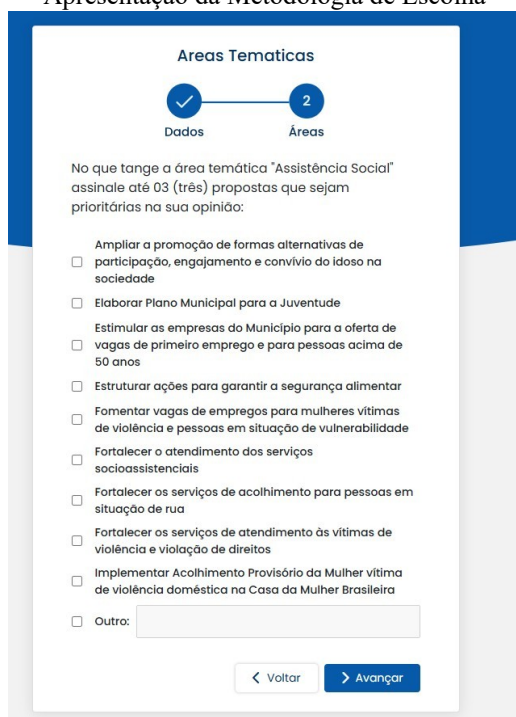 Apresentação da Metodologia de Escolha
Areas Tematicas
2
Dados
Áreas
No que tange a área temática "Assistência Social"
assinale até 03 (três) propostas que sejam
prioritárias na sua opinião:
Ampliar a promoção de formas alternativas de
participação, engajamento e convívio do idoso na
sociedade
Elaborar Plano Municipal para a Juventude
Estimular as empresas do Município para a oferta de
vagas de primeiro emprego e para pessoas acima de
50 anos
Estruturar ações para garantir a segurança alimentar
Fomentar vagas de empregos para mulheres vítimas
de violência e pessoas em situação de vulnerabilidade
Fortalecer o atendimento dos serviços
socioassistenciais
Fortalecer os serviços de acolhimento para pessoas em
situação de rua
Fortalecer os serviços de atendimento às vítimas de
violência e violação de direitos
Implementar Acolhimento Provisório da Mulher vítima
de violência doméstica na Casa da Mulher Brasileira
Outro:
Voltar
Avançar